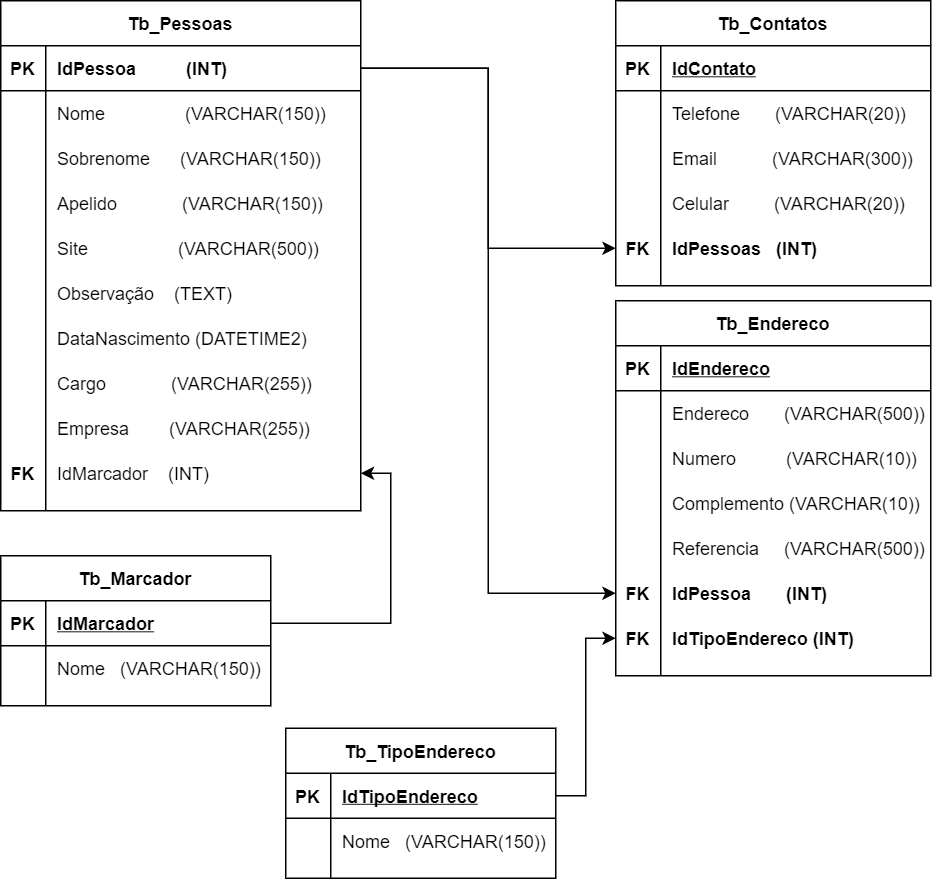 Tb_Pessoas
PK IdPessoa (INT)
Nome (VARCHAR(150))
Sobrenome (VARCHAR(150))
Apelido (VARCHAR(150))
Site (VARCHAR(500))
Observação (TEXT)
DataNascimento (DATETIME2)
Cargo (VARCHAR(255))
Empresa (VARCHAR(255))
FK IdMarcador (INT)
Tb_Contatos
PK IdContato
Telefone (VARCHAR(20))
Email (VARCHAR(300))
Celular (VARCHAR(20))
FK IdPessoas (INT)
Tb_Endereco
PK IdEndereco
Endereco (VARCHAR(500))
Numero (VARCHAR(10))
Complemento (VARCHAR(10))
Referencia (VARCHAR(500))
FK IdPessoa (INT)
FK IdTipoEndereco (INT)
Tb_Marcador
PK IdMarcador
Nome (VARCHAR(150))
Tb_TipoEndereco
PK IdTipoEndereco
Nome (VARCHAR(150))